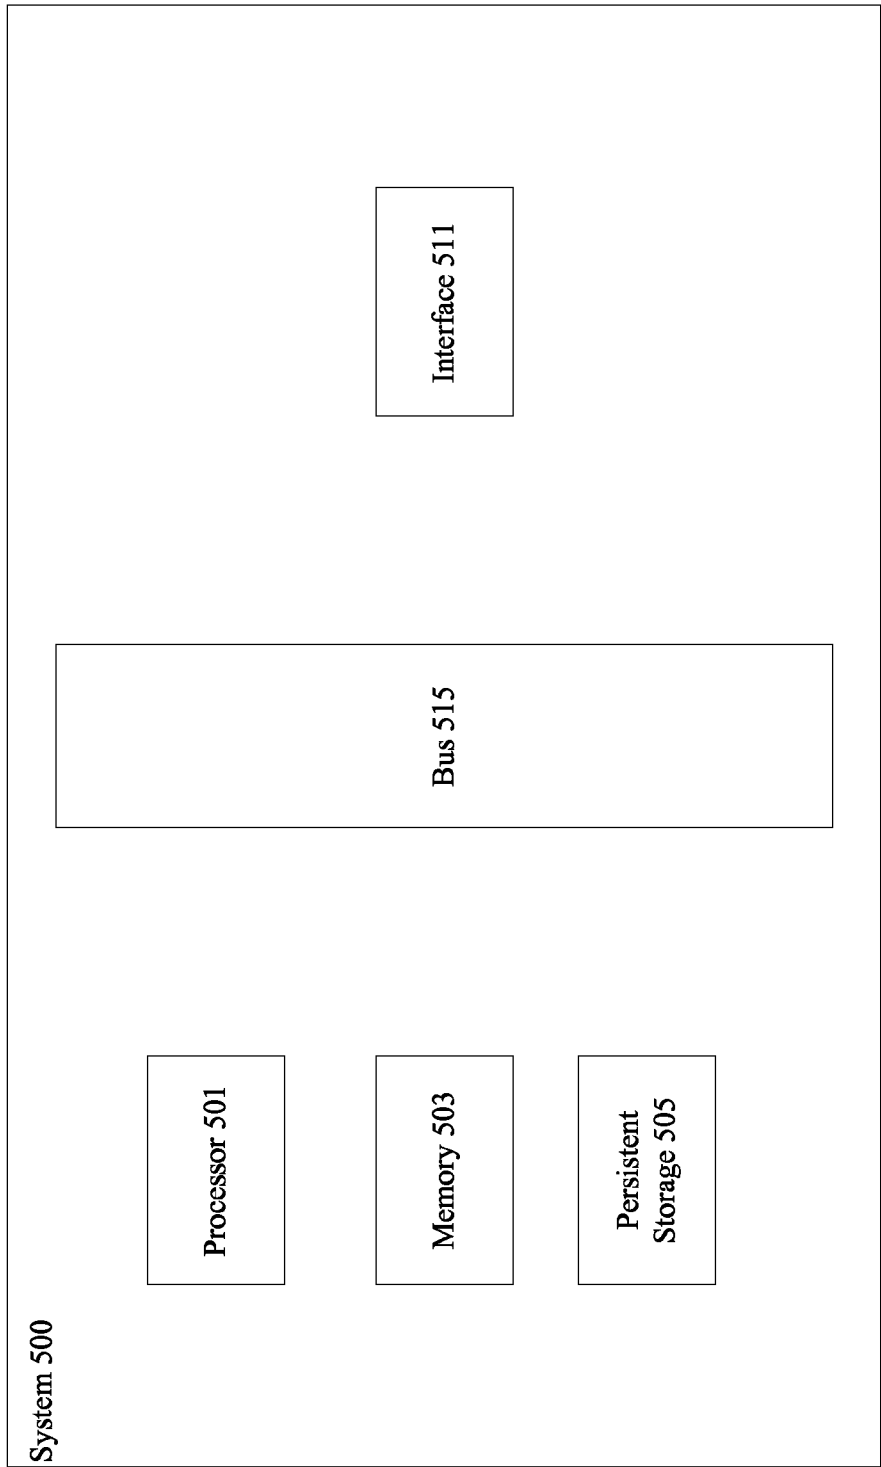 System 500
Processor 501
Memory 503
Persistent
Storage 505
Bus 515
Interface 511